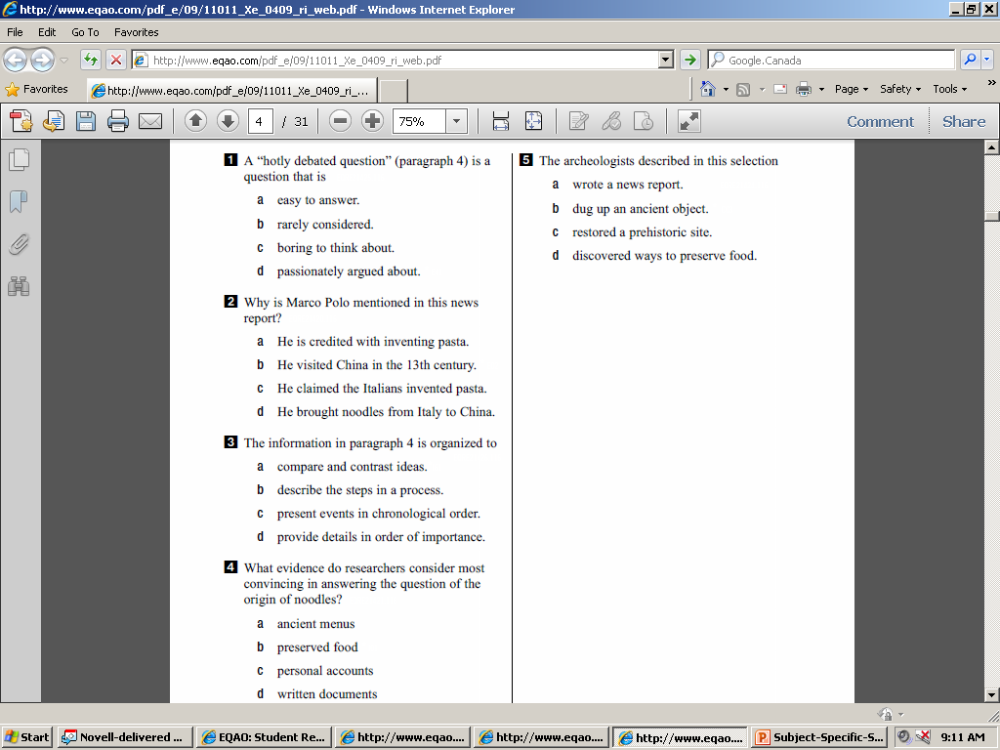 http://www.eqao.com/pdf_e/09/11011_Xe_0409_ri_web.pdf - Windows Internet Explorer
File Edit Go To Favorites
http://www.eqao.com/pdf_e/09/11011_Xe_0409_ri_web.pdf
Google.Canada
Favorites
http://www.eqao.com/pdf_e/09/11011_Xe_0409_ri_...
Page Safety Tools »
4 / 31 75% Comment Share
1 A “hotly debated question” (paragraph 4) is a
question that is
a easy to answer.
b rarely considered.
c boring to think about.
d passionately argued about.
2 Why is Marco Polo mentioned in this news
report?
a He is credited with inventing pasta.
b He visited China in the 13th century.
c He claimed the Italians invented pasta.
d He brought noodles from Italy to China.
3 The information in paragraph 4 is organized to
a compare and contrast ideas.
b describe the steps in a process.
c present events in chronological order.
d provide details in order of importance.
4 What evidence do researchers consider most
convincing in answering the question of the
origin of noodles?
a ancient menus
b preserved food
c personal accounts
d written documents
5 The archeologists described in this selection
a wrote a news report.
b dug up an ancient object.
c restored a prehistoric site.
d discovered ways to preserve food.
Start Novell-delivered ... EQAO: Student Re... http://www.eqao.... http://www.eqao.... http://www.eqao.... Subject-Specific-S... 9:11 AM